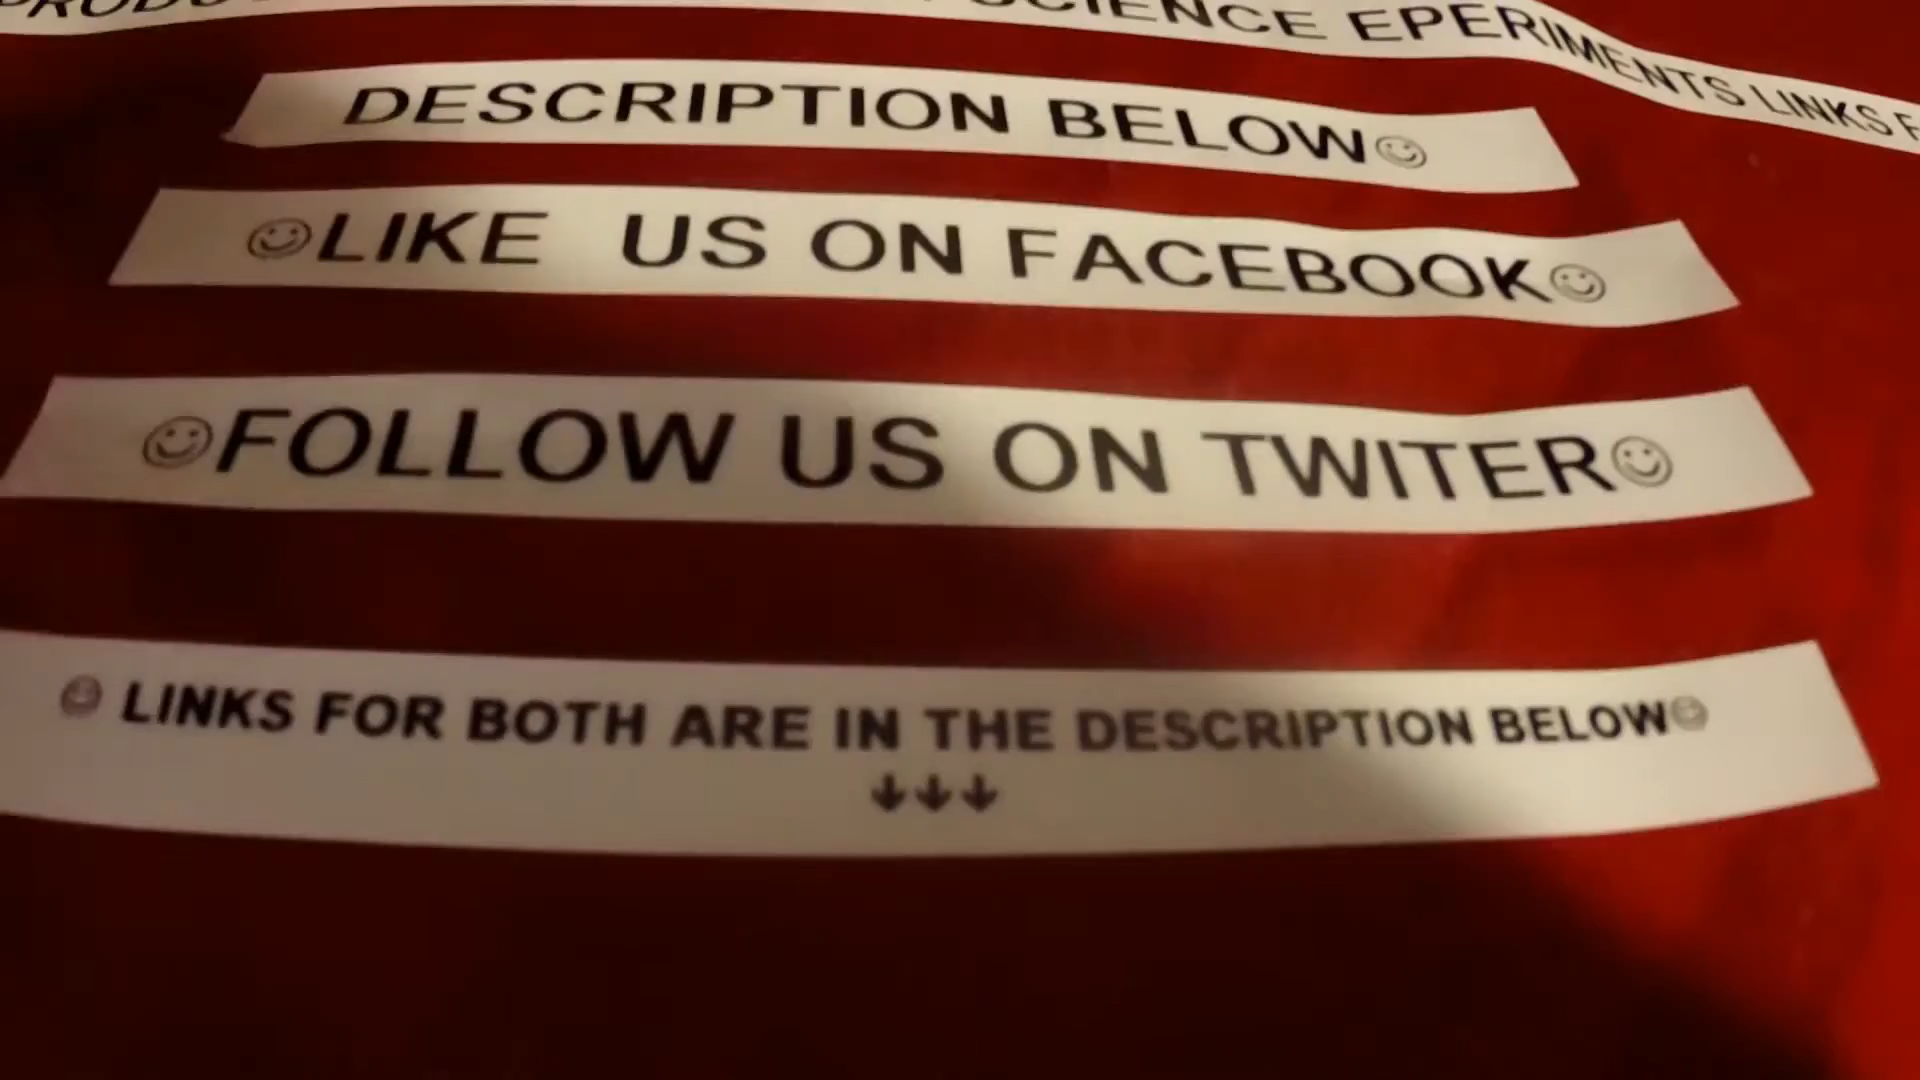 SCIENCE EPERIMENTS LINKS
DESCRIPTION BELOW☺
☺LIKE US ON FACEBOOK☺
☺FOLLOW US ON TWITER☺
☺ LINKS FOR BOTH ARE IN THE DESCRIPTION BELOW☺
↓↓↓